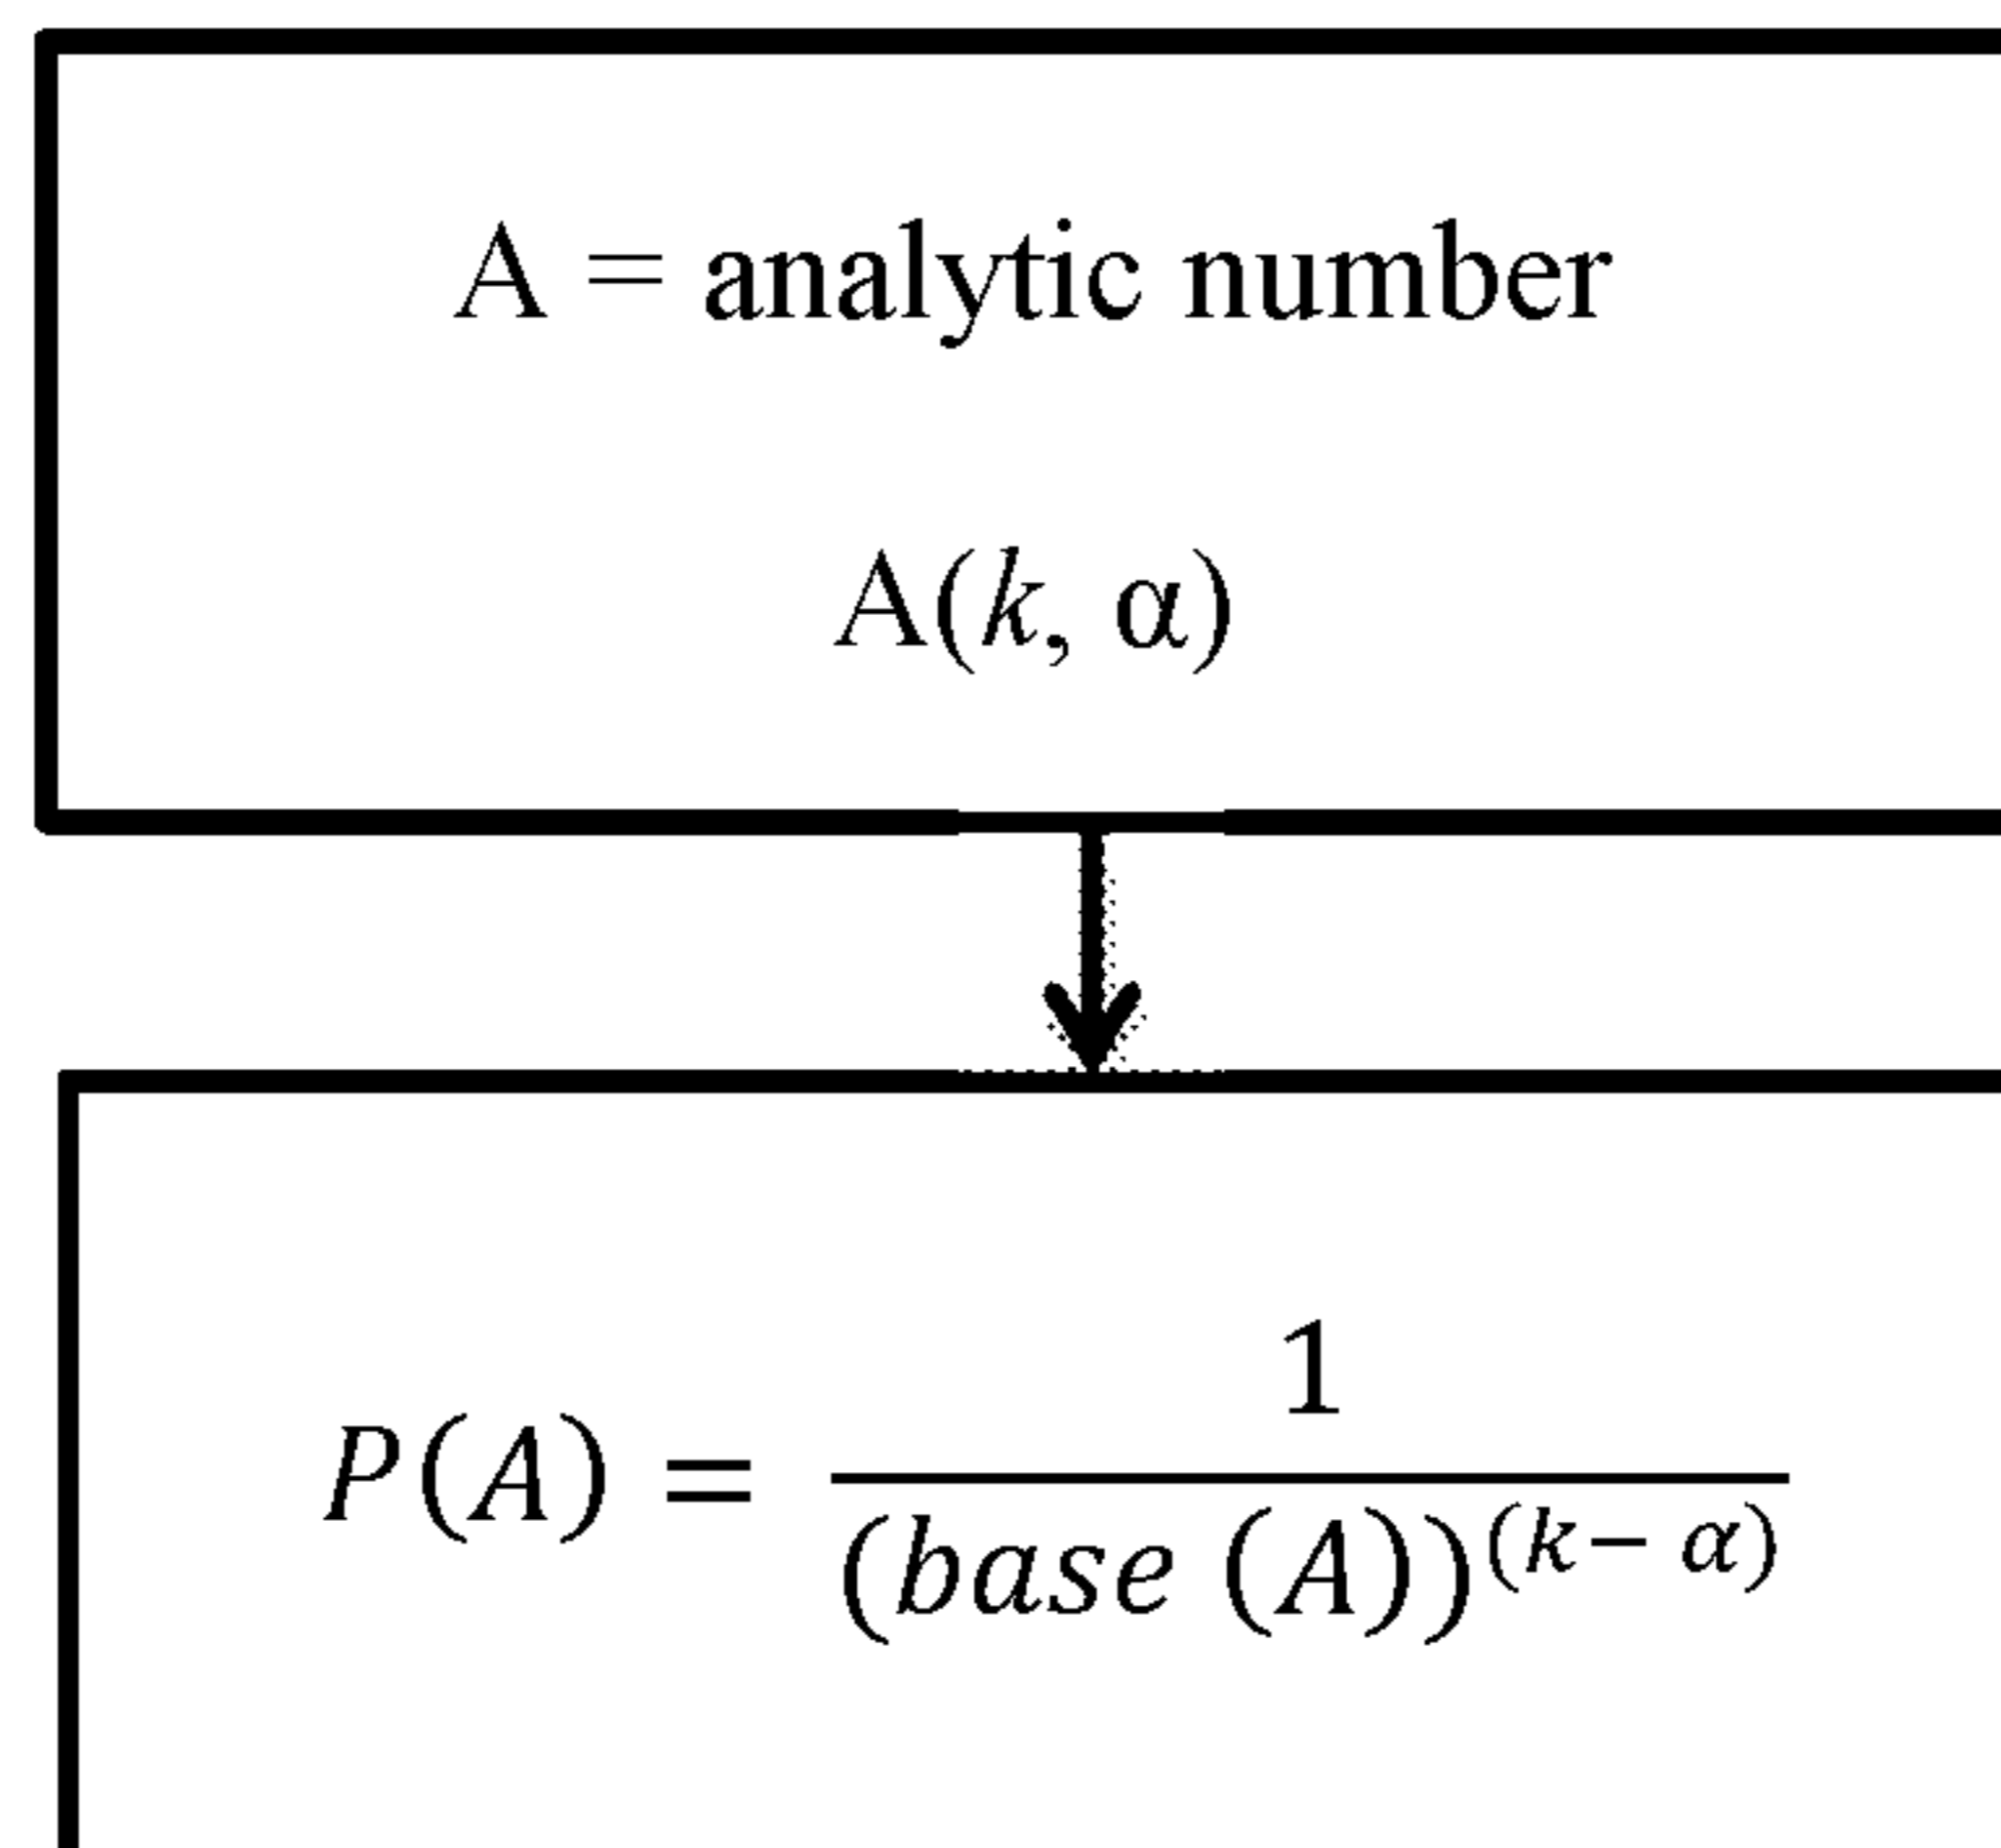 A = analytic number
A(k, α)
P(A) = 1 / (base (A))^(k− α)